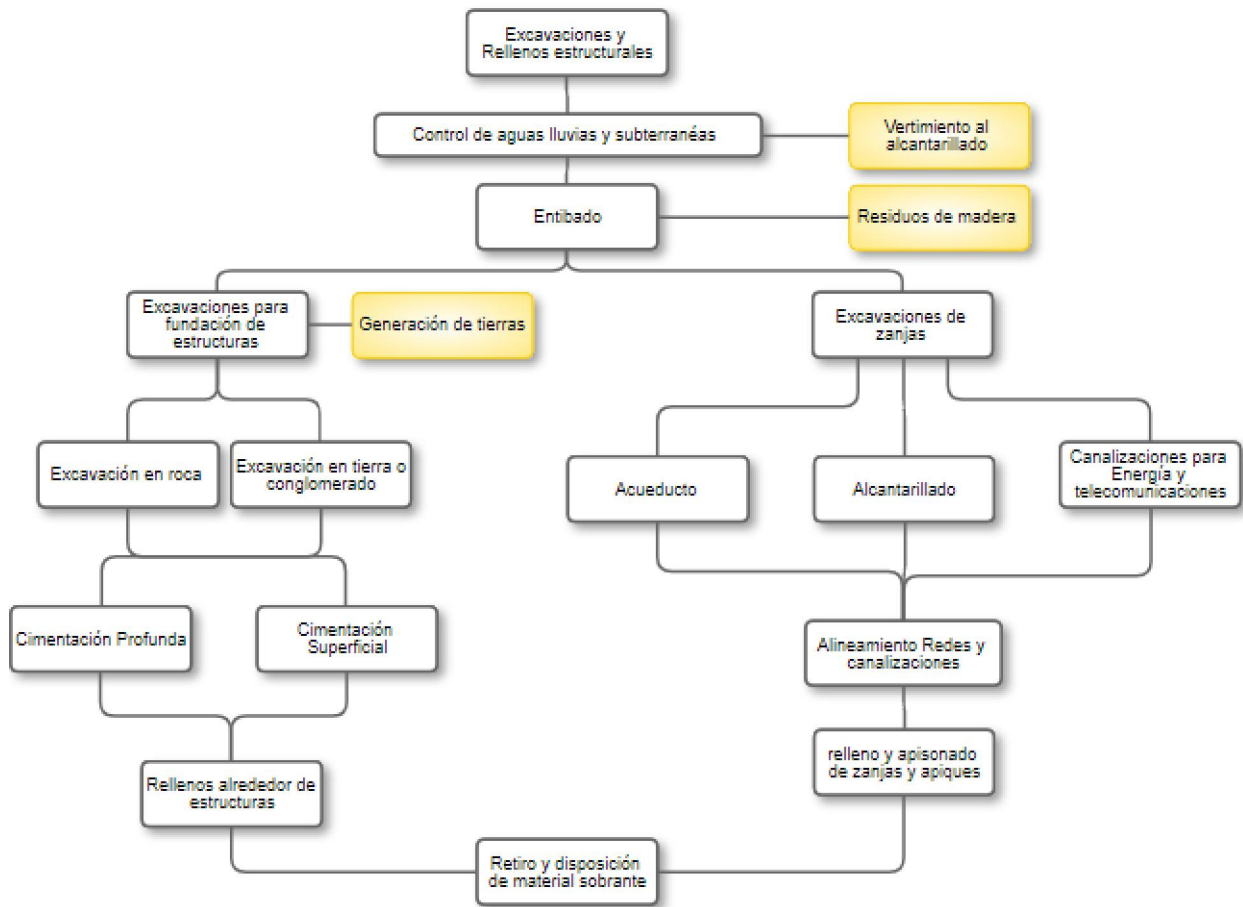 Excavaciones y
Rellenos estructurales
Control de aguas lluvias y subterranéas
Vertimiento al
alcantarillado
Entibado
Residuos de madera
Excavaciones para
fundación de
estructuras
Generación de tierras
Excavaciones de
zanjas
Excavación en roca
Excavación en tierra o
conglomerado
Acueducto
Alcantarillado
Canalizaciones para
Energía y
telecomunicaciones
Cimentación Profunda
Cimentación
Superficial
Alineamiento Redes y
canalizaciones
Rellenos alrededor de
estructuras
relleno y apisonado
de zanjas y apiques
Retiro y disposición
de material sobrante